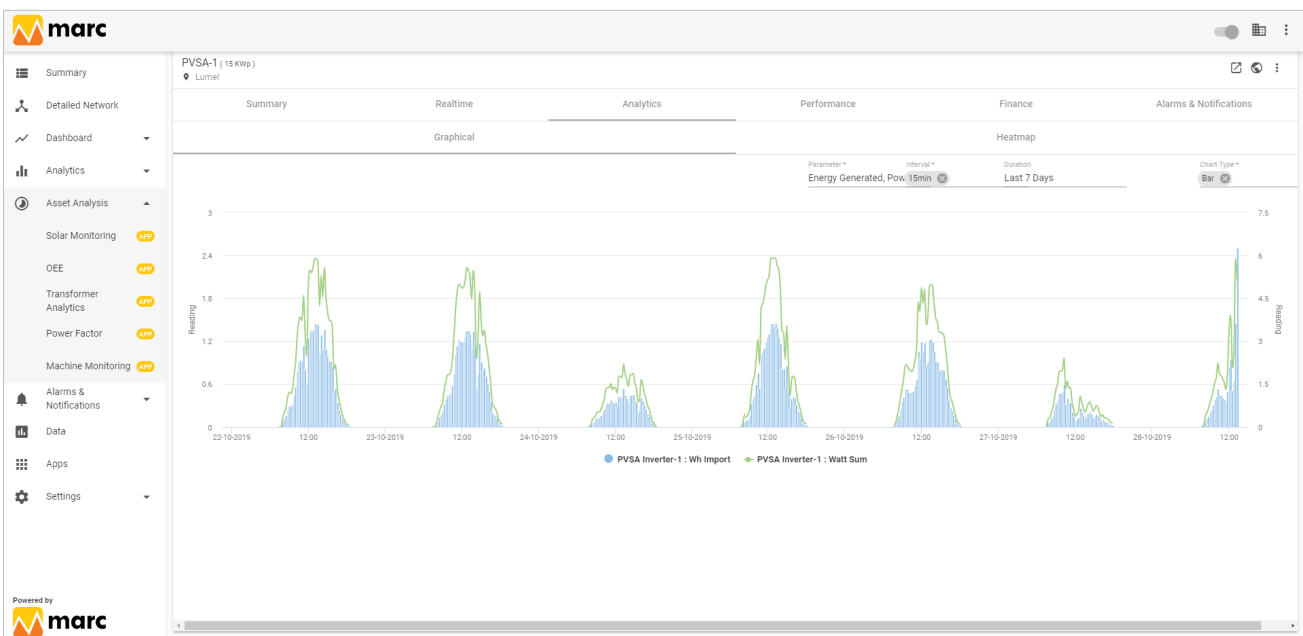 marc
Summary
Detailed Network
Dashboard
Analytics
Asset Analysis
Solar Monitoring APP
OEE APP
Transformer
Analytics APP
Power Factor APP
Machine Monitoring APP
Alarms &
Notifications
Data
Apps
Settings
Powered by
marc
PVSA-1 ( 15 KWp )
Lumel
Summary Realtime Analytics Performance Finance Alarms & Notifications
Graphical Heatmap
Parameter * Interval * Duration Chart Type *
Energy Generated, Pow 15min Last 7 Days Bar
3 7.5
2.4 6
1.8 4.5
Reading Reading
1.2 3
0.6 1.5
0 0
22-10-2019 12:00 23-10-2019 12:00 24-10-2019 12:00 25-10-2019 12:00 26-10-2019 12:00 27-10-2019 12:00 28-10-2019 12:00
PVSA Inverter-1 : Wh Import PVSA Inverter-1 : Watt Sum